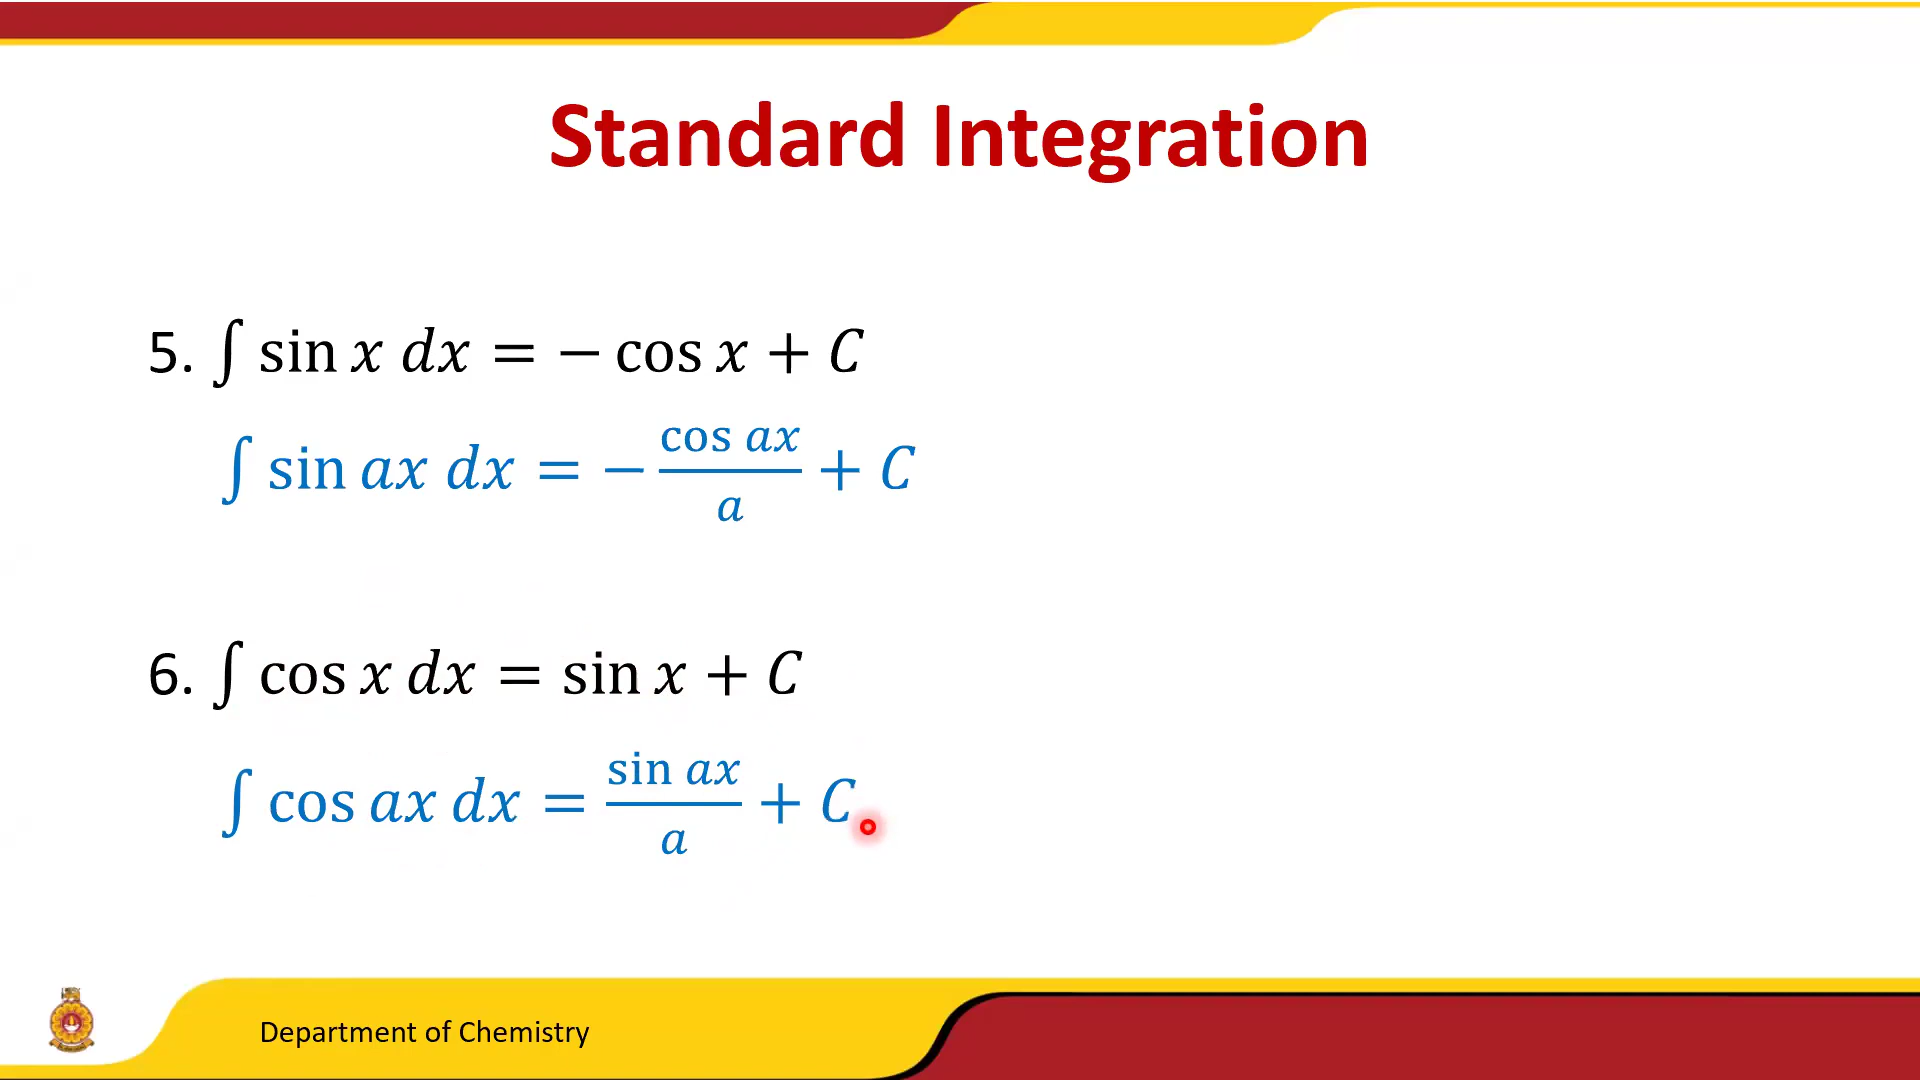 Standard Integration
5. ∫ sin x dx = − cos x + C
∫ sin ax dx = − cos ax / a + C
6. ∫ cos x dx = sin x + C
∫ cos ax dx = sin ax / a + C
Department of Chemistry